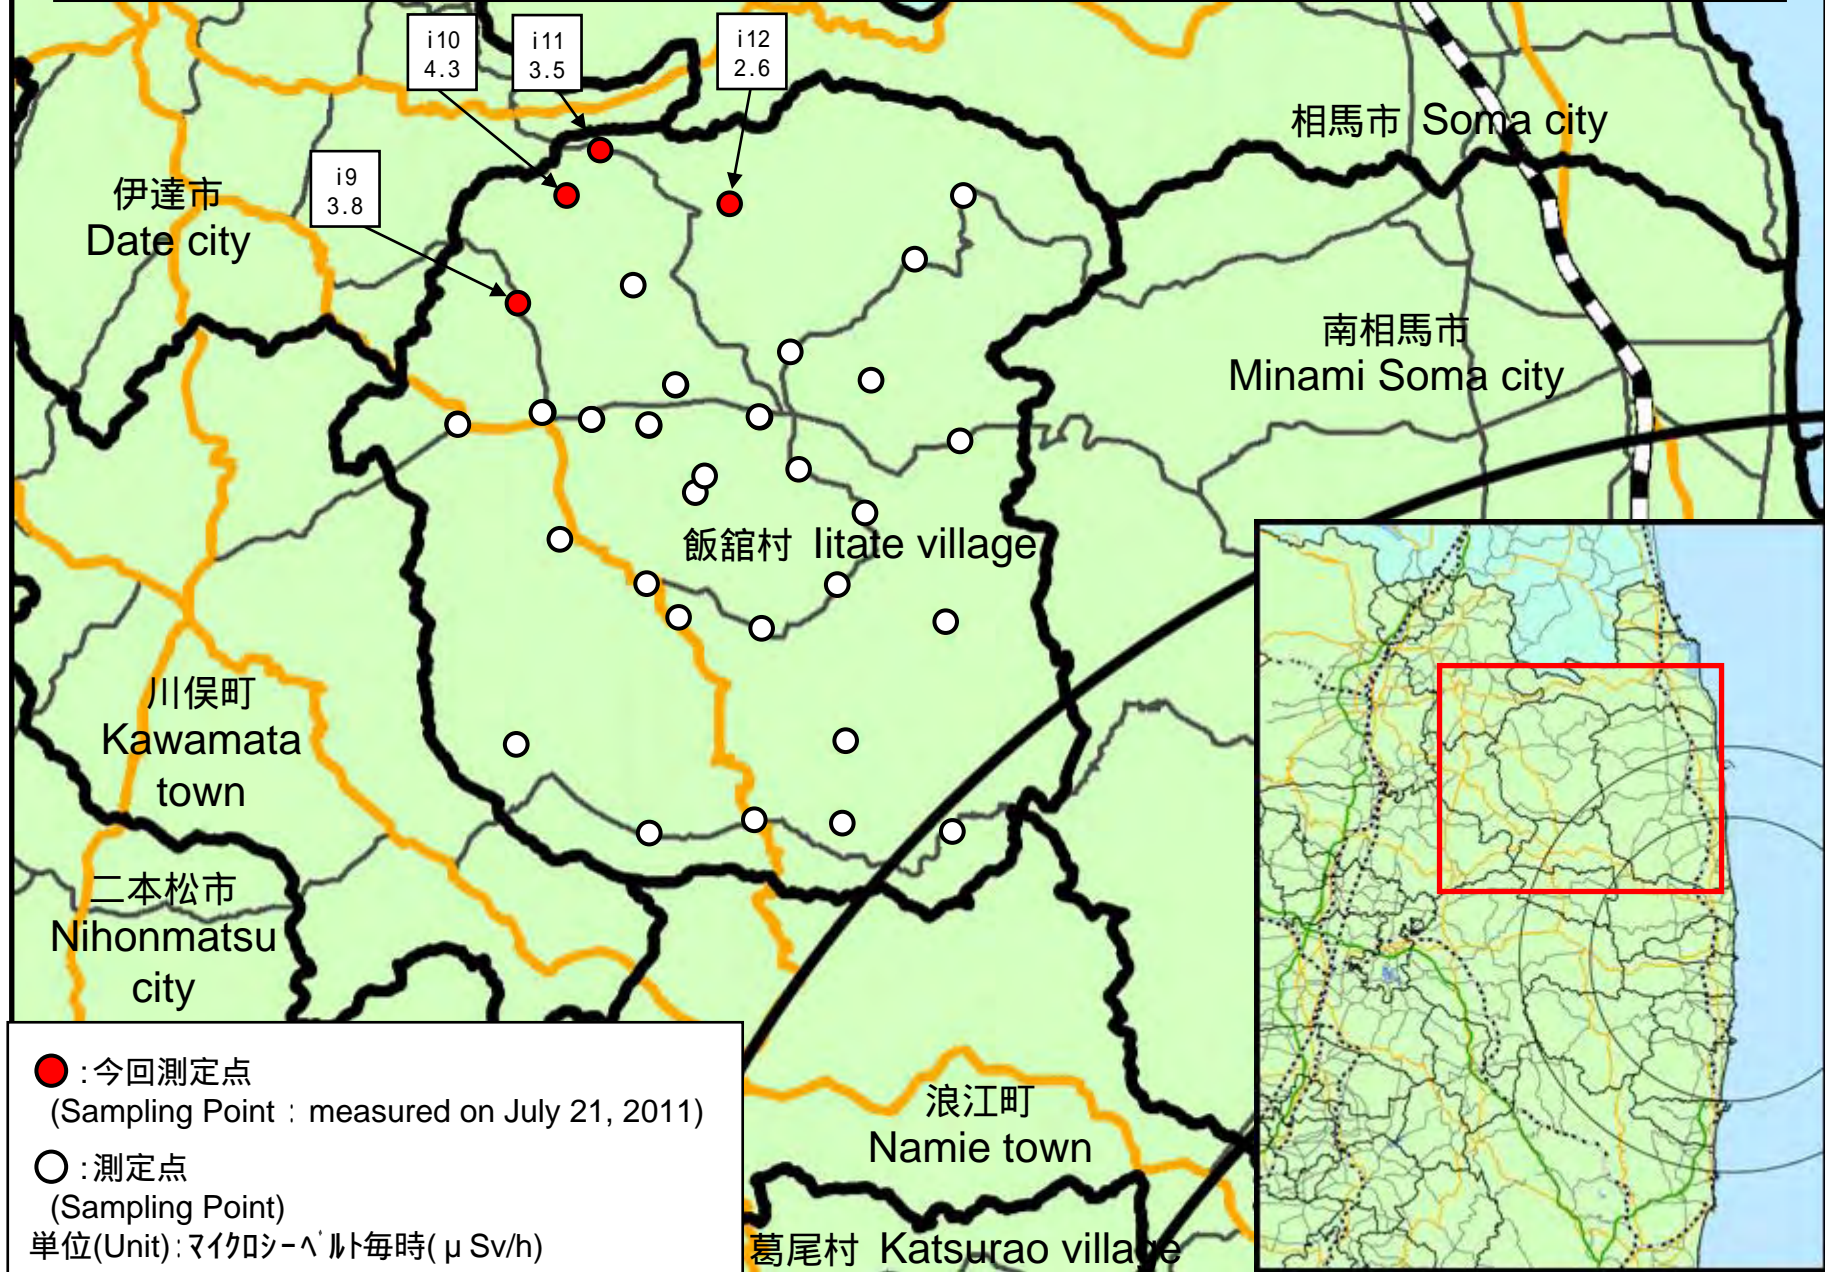 i10
4.3
i11
3.5
i12
2.6
相馬市 Soma city
i9
3.8
伊達市
Date city
南相馬市
Minami Soma city
飯舘村 Iitate village
川俣町
Kawamata
town
二本松市
Nihonmatsu
city
●:今回測定点
(Sampling Point : measured on July 21, 2011)
○:測定点
(Sampling Point)
単位(Unit):マイクロシーベルト毎時(μSv/h)
浪江町
Namie town
葛尾村 Katsurao village